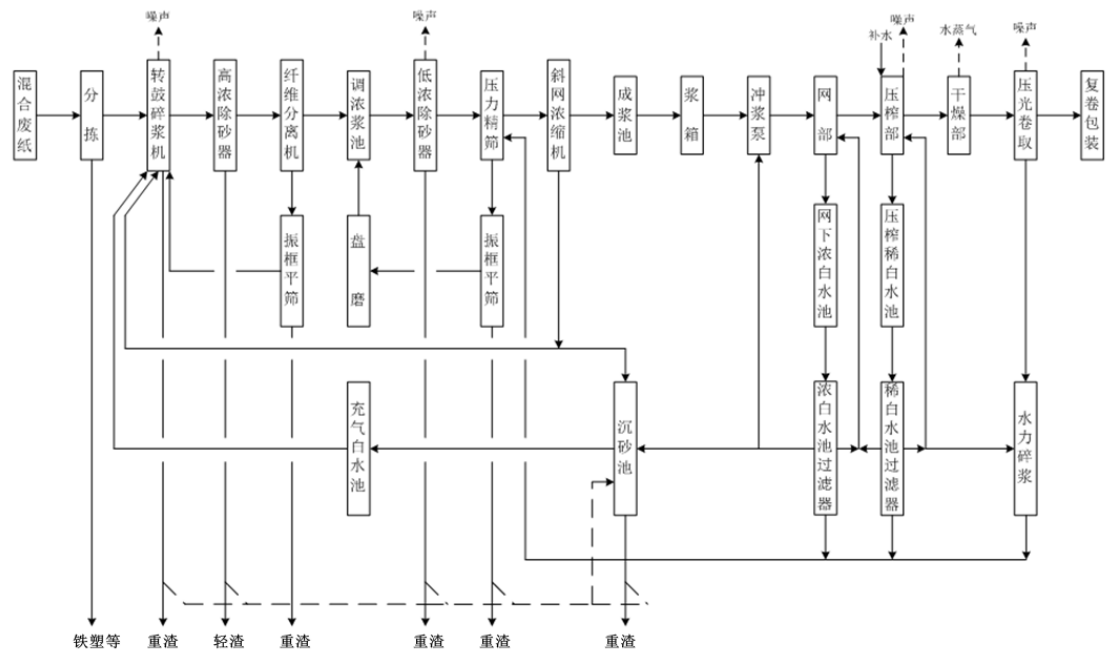 噪声
噪声
噪声
水蒸气
噪声
补水
混合废纸
分拣
转鼓碎浆机
高浓除砂器
纤维分离机
调浓浆池
低浓除砂器
压力精筛
斜网浓缩机
成浆池
浆箱
冲浆泵
网部
压榨部
干燥部
压光卷取
复卷包装
振框平筛
盘磨
振框平筛
网下浓白水池
压榨稀白水池
充气白水池
沉砂池
浓白水池过滤器
稀白水池过滤器
水力碎浆
铁塑等
重渣
轻渣
重渣
重渣
重渣
重渣